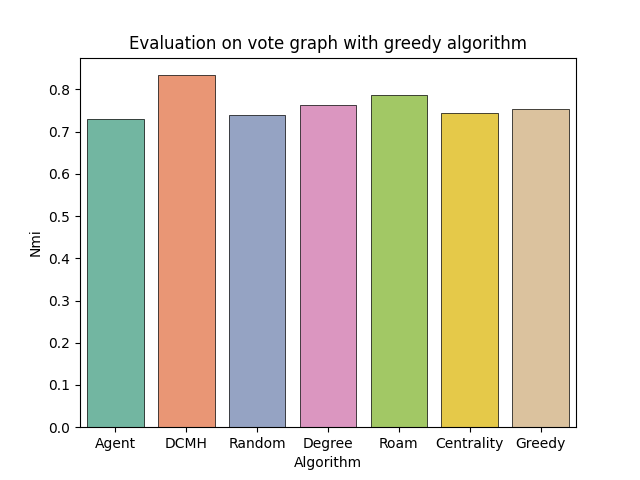 Evaluation on vote graph with greedy algorithm
0.8
0.7
0.6
0.5
0.4
0.3
0.2
0.1
0.0
Nmi
Agent DCMH Random Degree Roam Centrality Greedy
Algorithm